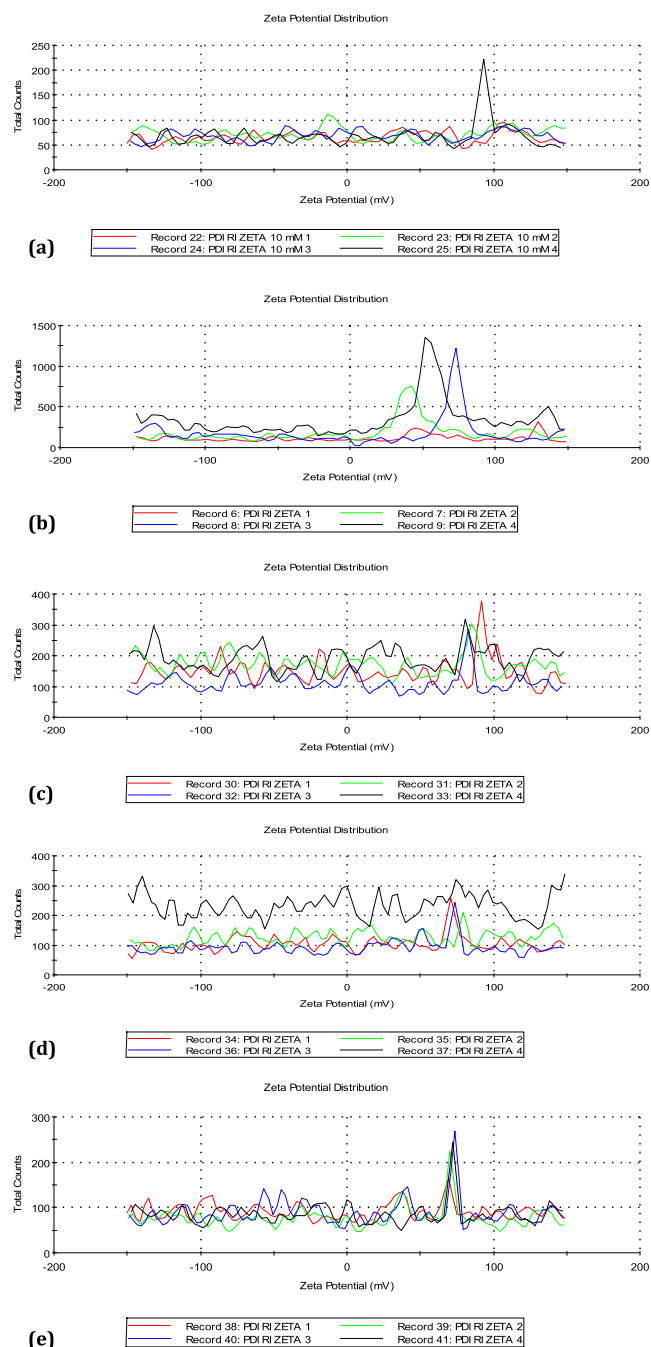 Zeta Potential Distribution
250
200
150
100
50
0
Total Counts
-200 -100 0 100 200
Zeta Potential (mV)
(a)
Record 22: PDI RI ZETA 10 mM 1 Record 23: PDI RI ZETA 10 mM 2
Record 24: PDI RI ZETA 10 mM 3 Record 25: PDI RI ZETA 10 mM 4
Zeta Potential Distribution
1500
1000
500
0
Total Counts
-200 -100 0 100 200
Zeta Potential (mV)
(b)
Record 6: PDI RI ZETA 1 Record 7: PDI RI ZETA 2
Record 8: PDI RI ZETA 3 Record 9: PDI RI ZETA 4
Zeta Potential Distribution
400
300
200
100
0
Total Counts
-200 -100 0 100 200
Zeta Potential (mV)
(c)
Record 30: PDI RI ZETA 1 Record 31: PDI RI ZETA 2
Record 32: PDI RI ZETA 3 Record 33: PDI RI ZETA 4
Zeta Potential Distribution
400
300
200
100
0
Total Counts
-200 -100 0 100 200
Zeta Potential (mV)
(d)
Record 34: PDI RI ZETA 1 Record 35: PDI RI ZETA 2
Record 36: PDI RI ZETA 3 Record 37: PDI RI ZETA 4
Zeta Potential Distribution
300
200
100
0
Total Counts
-200 -100 0 100 200
Zeta Potential (mV)
(e)
Record 38: PDI RI ZETA 1 Record 39: PDI RI ZETA 2
Record 40: PDI RI ZETA 3 Record 41: PDI RI ZETA 4